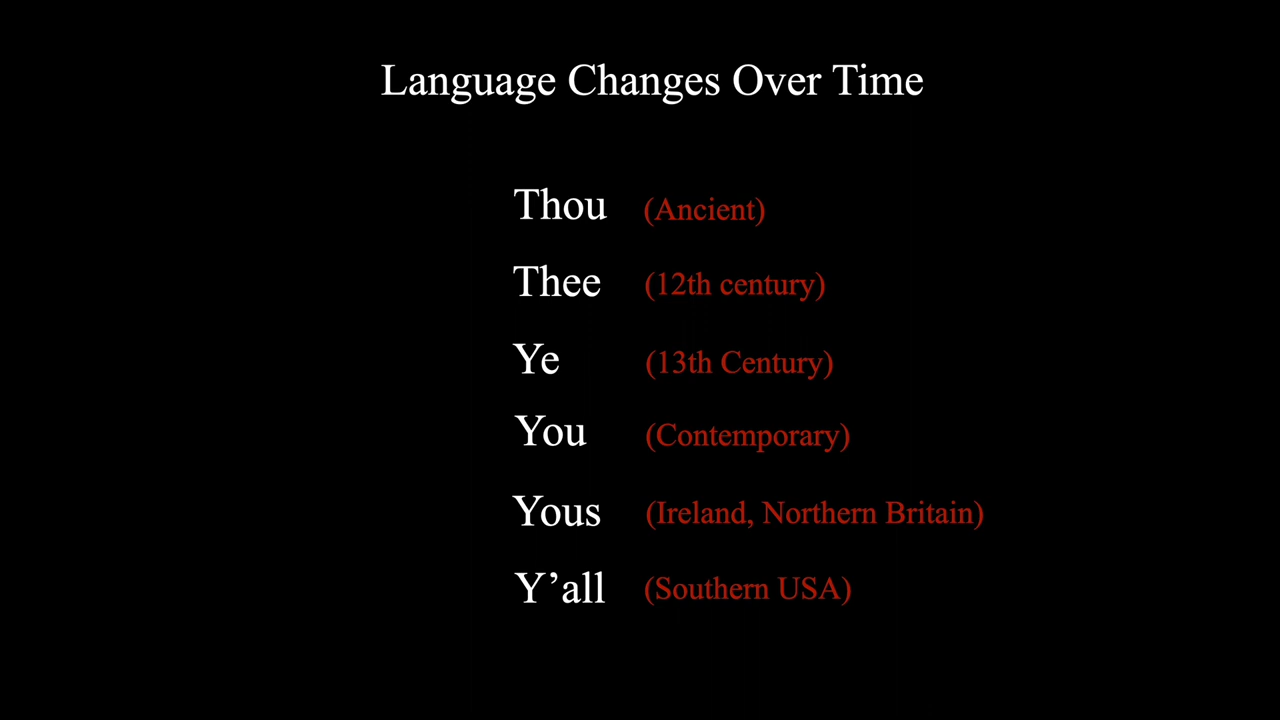 Language Changes Over Time
Thou (Ancient)
Thee (12th century)
Ye (13th Century)
You (Contemporary)
Yous (Ireland, Northern Britain)
Y’all (Southern USA)